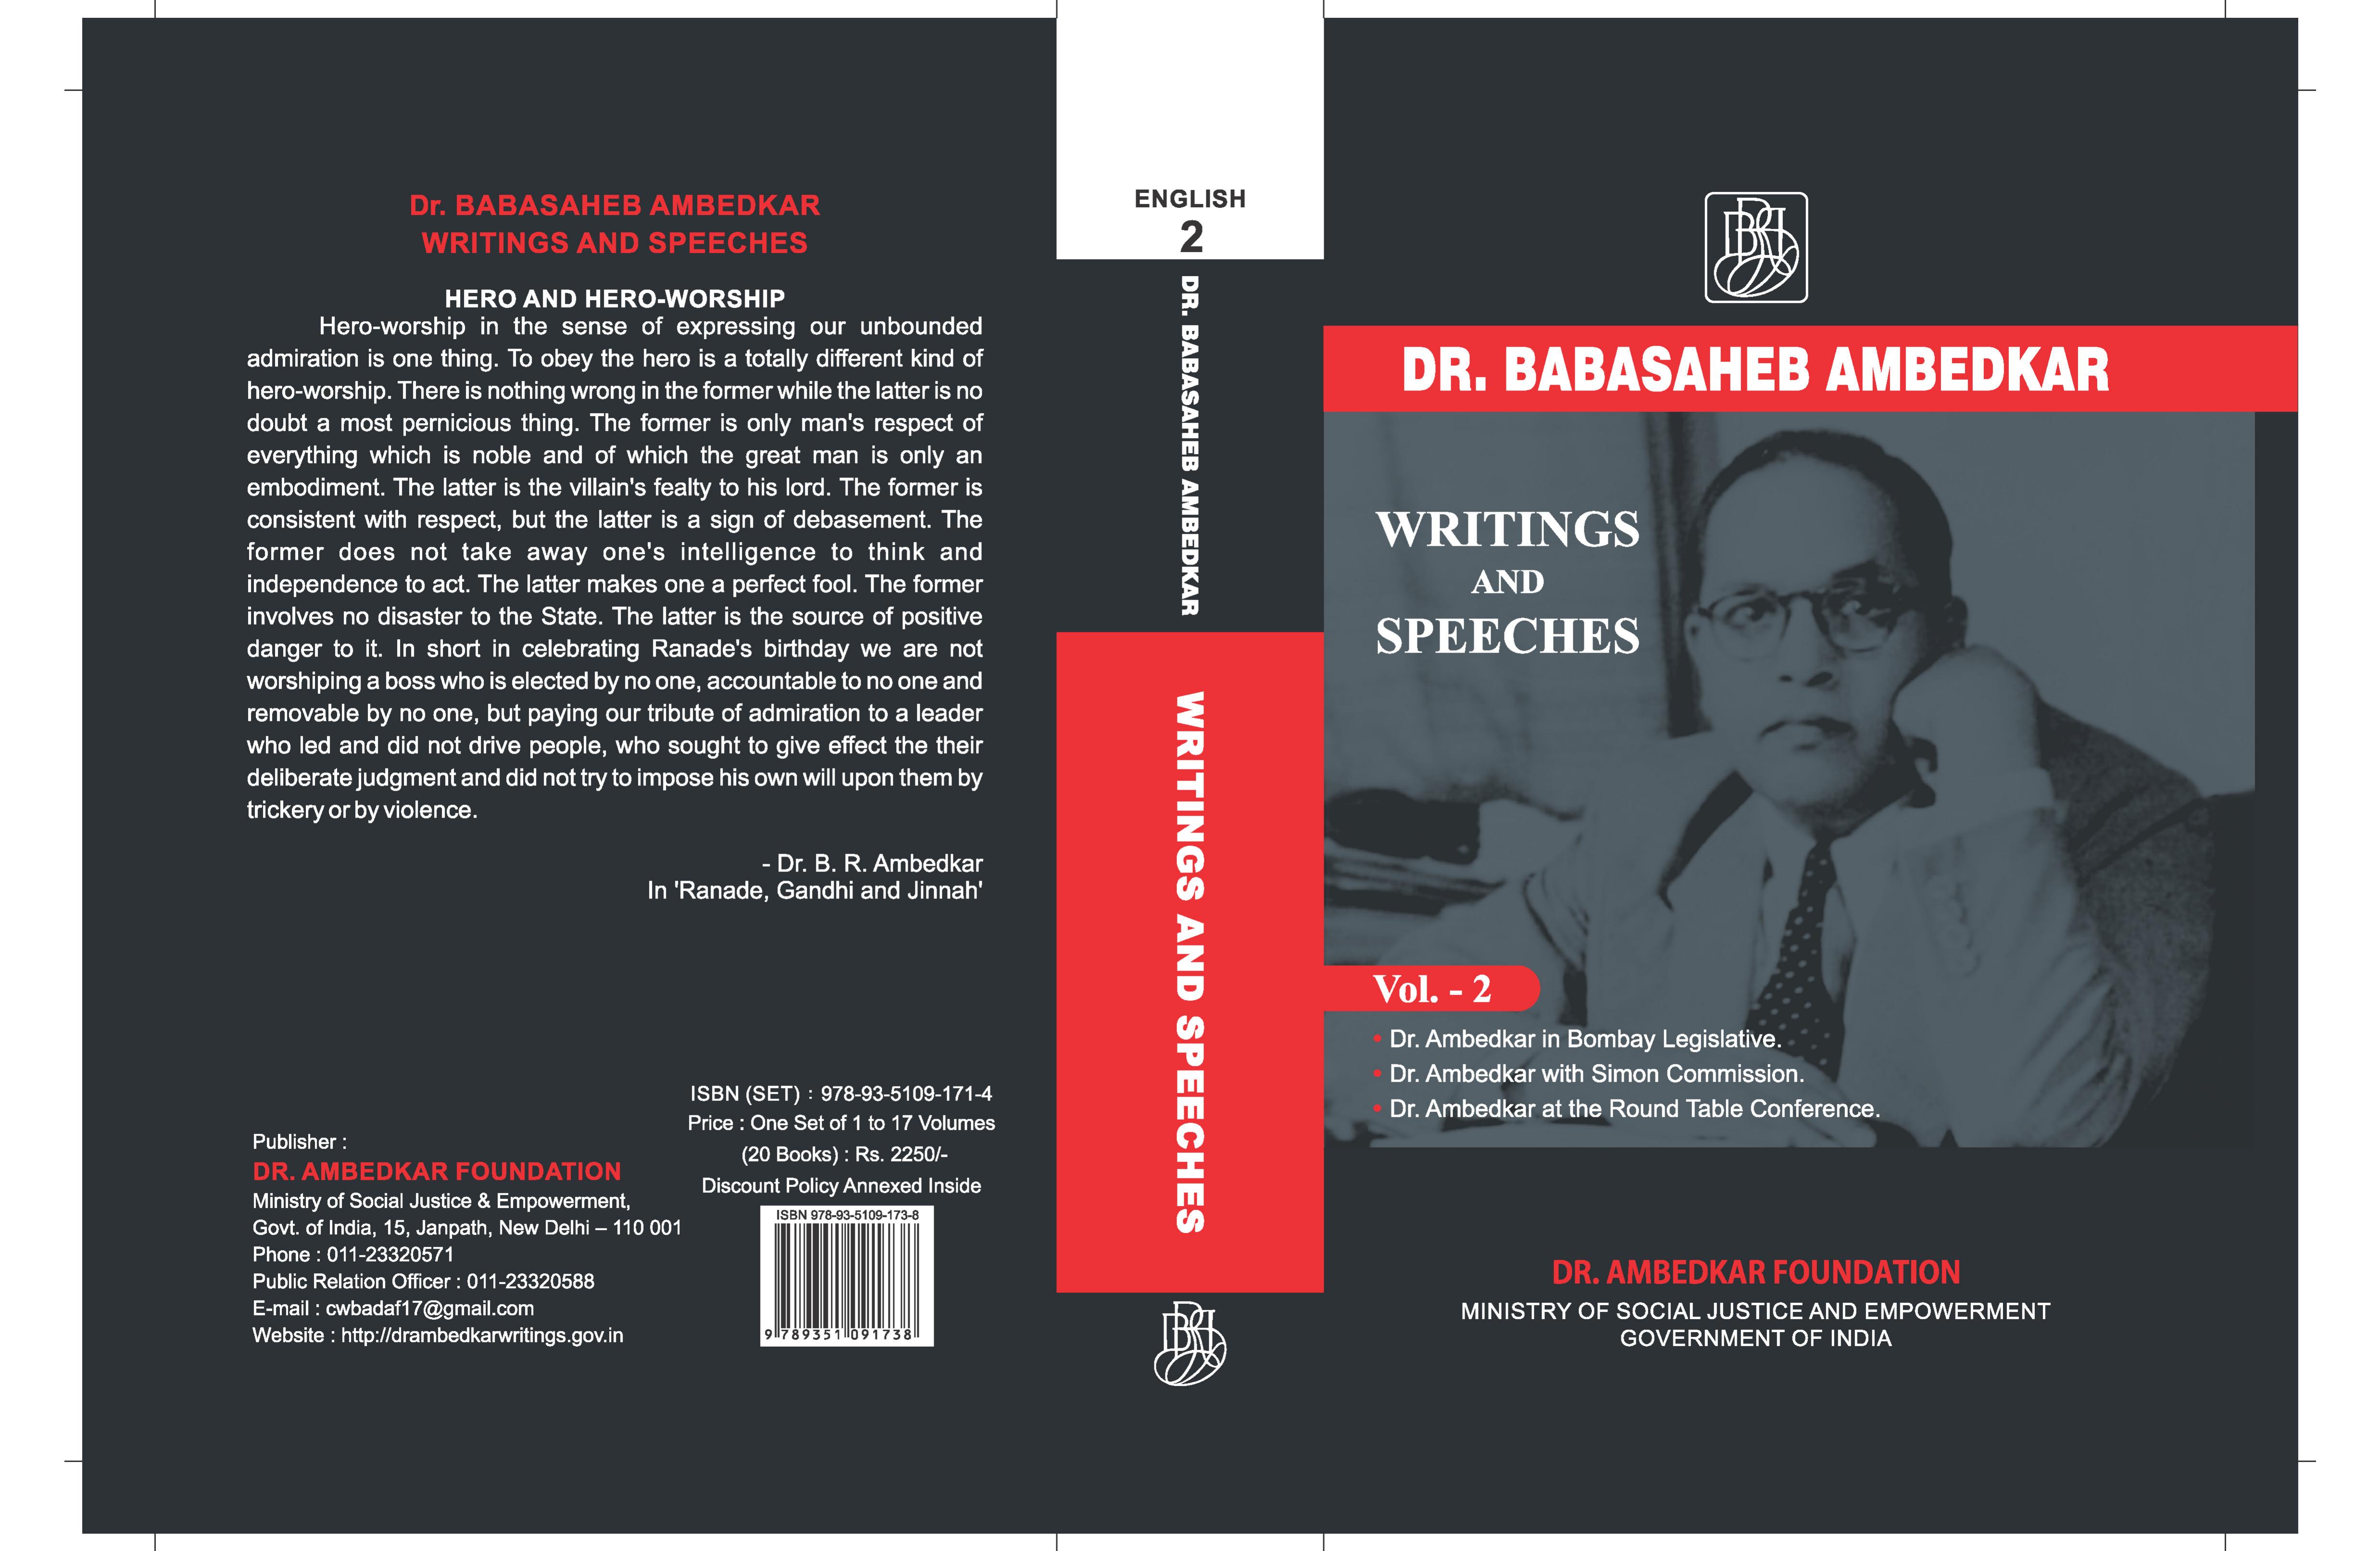 Dr. BABASAHEB AMBEDKAR
WRITINGS AND SPEECHES
HERO AND HERO-WORSHIP
Hero-worship in the sense of expressing our unbounded
admiration is one thing. To obey the hero is a totally different kind of
hero-worship. There is nothing wrong in the former while the latter is no
doubt a most pernicious thing. The former is only man's respect of
everything which is noble and of which the great man is only an
embodiment. The latter is the villain's fealty to his lord. The former is
consistent with respect, but the latter is a sign of debasement. The
former does not take away one's intelligence to think and
independence to act. The latter makes one a perfect fool. The former
involves no disaster to the State. The latter is the source of positive
danger to it. In short in celebrating Ranade's birthday we are not
worshiping a boss who is elected by no one, accountable to no one and
removable by no one, but paying our tribute of admiration to a leader
who led and did not drive people, who sought to give effect the their
deliberate judgment and did not try to impose his own will upon them by
trickery or by violence.
- Dr. B. R. Ambedkar
In 'Ranade, Gandhi and Jinnah'
ISBN (SET) : 978-93-5109-171-4
Price : One Set of 1 to 17 Volumes
(20 Books) : Rs. 2250/-
Discount Policy Annexed Inside
ISBN 978-93-5109-173-8
9 789351 091738
Publisher :
DR. AMBEDKAR FOUNDATION
Ministry of Social Justice & Empowerment,
Govt. of India, 15, Janpath, New Delhi – 110 001
Phone : 011-23320571
Public Relation Officer : 011-23320588
E-mail : cwbadaf17@gmail.com
Website : http://drambedkarwritings.gov.in
ENGLISH
2
DR. BABASAHEB AMBEDKAR
WRITINGS AND SPEECHES
DR. BABASAHEB AMBEDKAR
WRITINGS
AND
SPEECHES
Vol. - 2
• Dr. Ambedkar in Bombay Legislative.
• Dr. Ambedkar with Simon Commission.
• Dr. Ambedkar at the Round Table Conference.
DR. AMBEDKAR FOUNDATION
MINISTRY OF SOCIAL JUSTICE AND EMPOWERMENT
GOVERNMENT OF INDIA